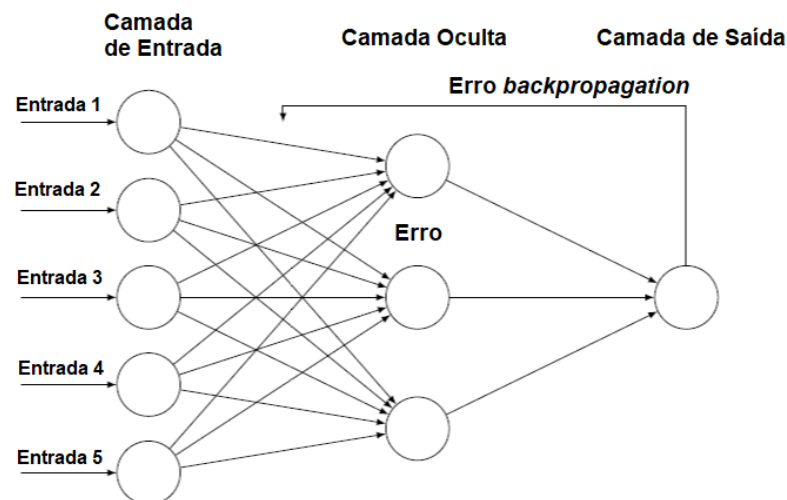 Camada
de Entrada
Camada Oculta
Camada de Saída
Erro backpropagation
Entrada 1
Entrada 2
Erro
Entrada 3
Entrada 4
Entrada 5